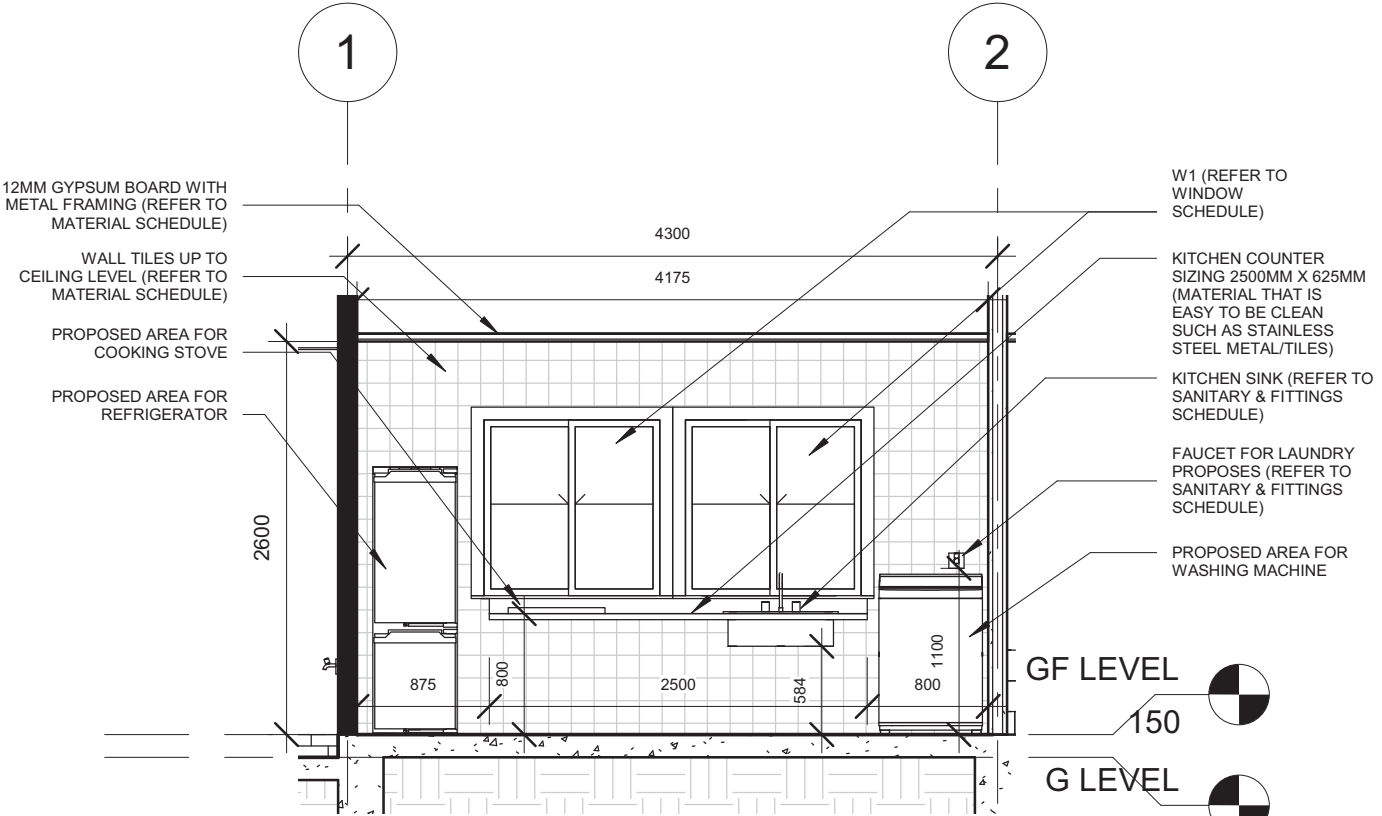 1
2
12MM GYPSUM BOARD WITH
METAL FRAMING (REFER TO
MATERIAL SCHEDULE)
WALL TILES UP TO
CEILING LEVEL (REFER TO
MATERIAL SCHEDULE)
PROPOSED AREA FOR
COOKING STOVE
PROPOSED AREA FOR
REFRIGERATOR
4300
4175
2600
875
800
2500
584
1100
800
W1 (REFER TO
WINDOW
SCHEDULE)
KITCHEN COUNTER
SIZING 2500MM X 625MM
(MATERIAL THAT IS
EASY TO BE CLEAN
SUCH AS STAINLESS
STEEL METAL/TILES)
KITCHEN SINK (REFER TO
SANITARY & FITTINGS
SCHEDULE)
FAUCET FOR LAUNDRY
PROPOSES (REFER TO
SANITARY & FITTINGS
SCHEDULE)
PROPOSED AREA FOR
WASHING MACHINE
GF LEVEL
150
G LEVEL